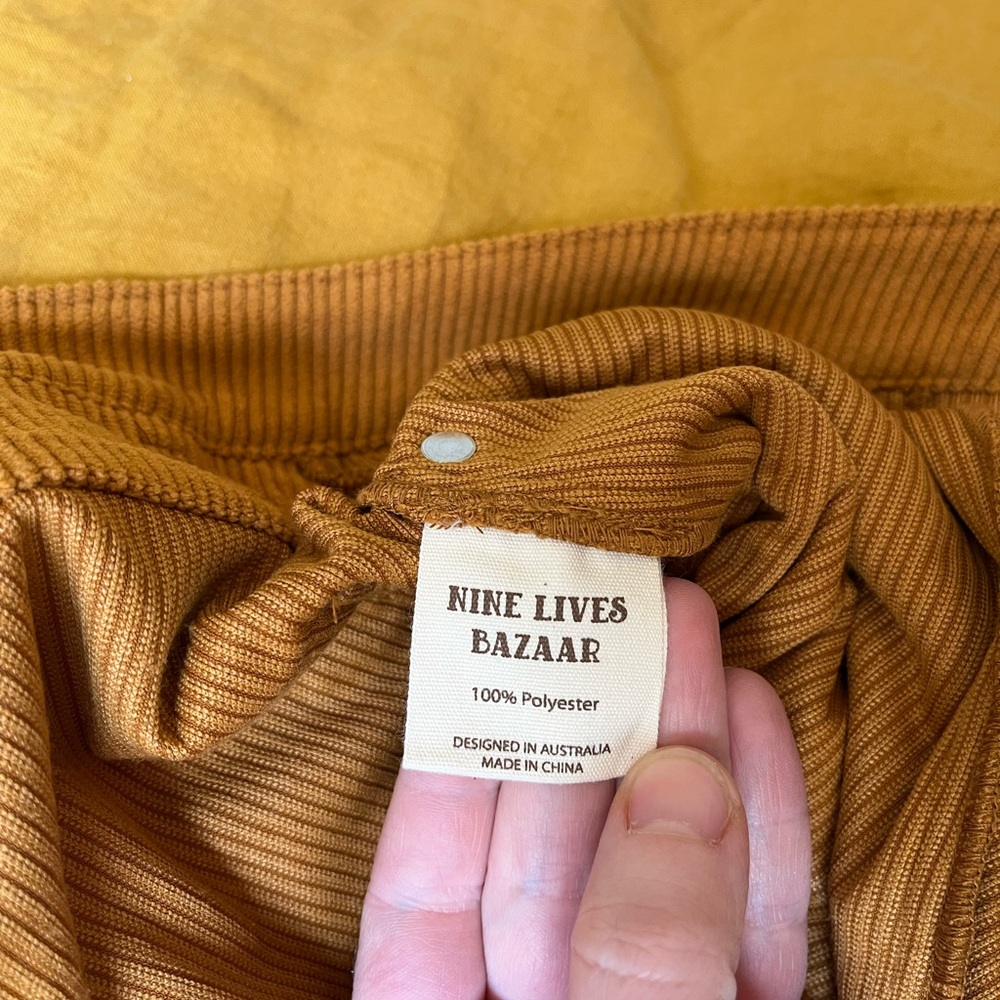 NINE LIVES
BAZAAR
100% Polyester
DESIGNED IN AUSTRALIA
MADE IN CHINA